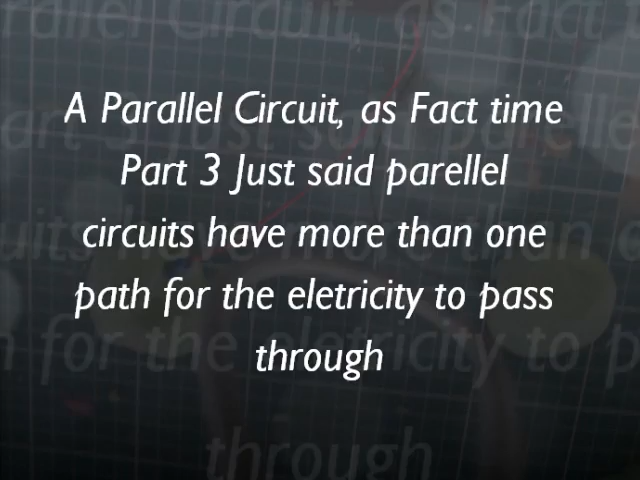 A Parallel Circuit, as Fact time
Part 3 Just said parellel
circuits have more than one
path for the eletricity to pass
through